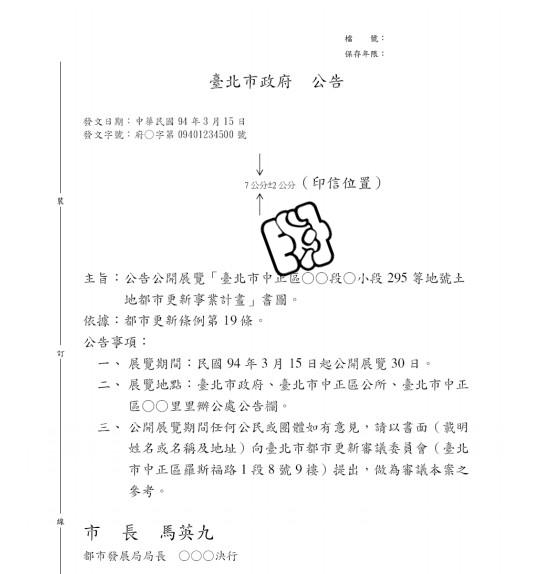 檔　號：
保存年限：
臺北市政府　公告
發文日期：中華民國 94 年 3 月 15 日
發文字號：府○字第 09401234500 號
7 公分±2 公分（印信位置）
裝
主旨：公告公開展覽「臺北市中正區○○段○小段 295 等地號土
地都市更新事業計畫」書圖。
依據：都市更新條例第 19 條。
公告事項：
訂
一、展覽期間：民國 94 年 3 月 15 日起公開展覽 30 日。
二、展覽地點：臺北市政府、臺北市中正區公所、臺北市中正
區○○里里辦公處公告欄。
三、公開展覽期間任何公民或團體如有意見，請以書面（載明
姓名或名稱及地址）向臺北市都市更新審議委員會（臺北
市中正區羅斯福路 1 段 8 號 9 樓）提出，做為審議本案之
參考。
線
市　長　馬英九
都市發展局局長　○○○決行